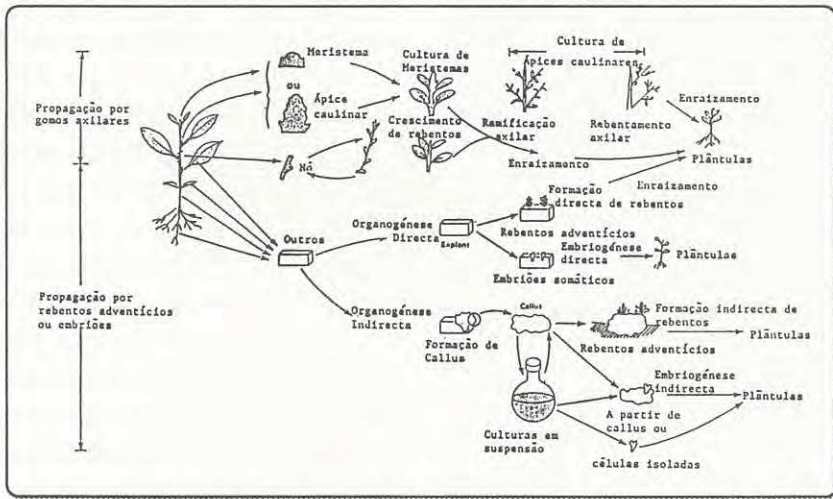 Propagação por
gomos axilares
Propagação por
rebentos adventícios
ou embriões
Meristema
ou
Ápice
caulinar
Nó
Outros
Cultura de
Meristemas
Crescimento
de rebentos
Cultura de
Ápices caulinares
Ramificação
axilar
Rebentamento
axilar
Enraizamento
Enraizamento
Plântulas
Formação
directa de rebentos
Enraizamento
Organogénese
Directa
Explant
Rebentos adventícios
Embriogénese
directa
Embriões somáticos
Plântulas
Organogénese
Indirecta
Formação de
Callus
Callus
Formação indirecta de
rebentos
Rebentos adventícios
Plântulas
Culturas em
suspensão
Embriogénese
indirecta
Plântulas
A partir de
callus ou
células isoladas